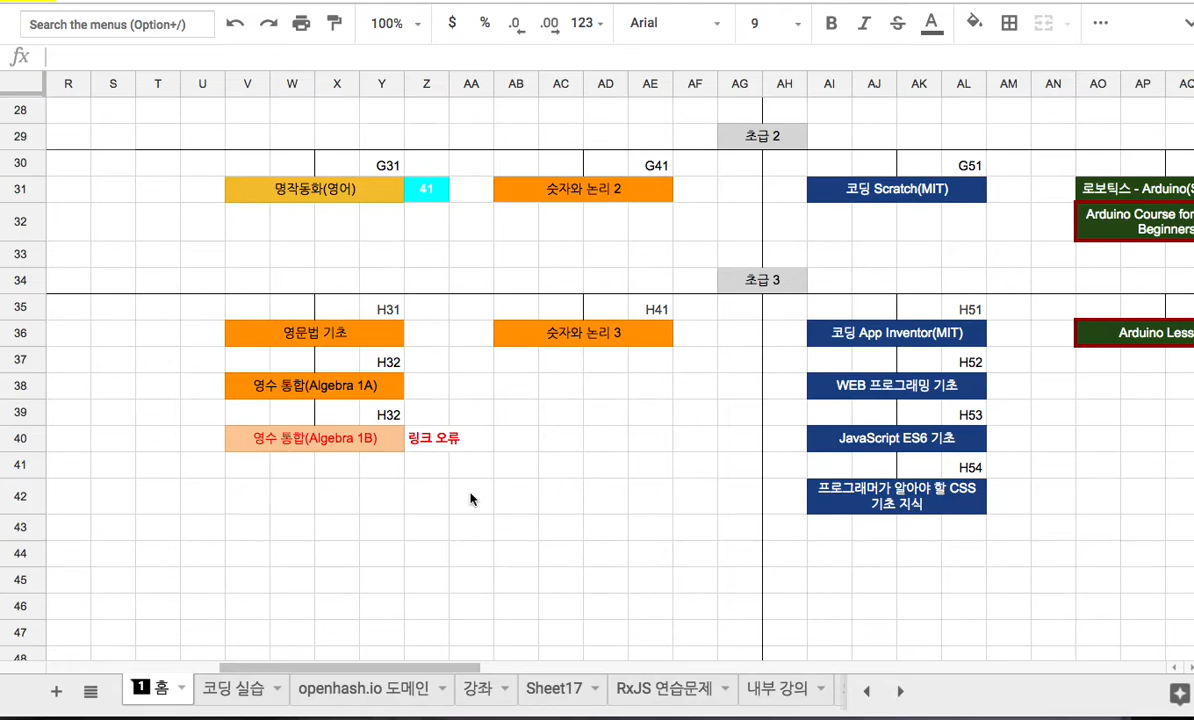 Search the menus (Option+/)
100%
$
%
.0
.00
123
Arial
9
B
I
S
A
fx
R S T U V W X Y Z AA AB AC AD AE AF AG AH AI AJ AK AL AM AN AO AP AQ
28
29 초급 2
30 G31 G41 G51
31 명작동화(영어) 41 숫자와 논리 2 코딩 Scratch(MIT) 로보틱스 - Arduino(S
32 Arduino Course for
Beginners
33
34 초급 3
35 H31 H41 H51
36 영문법 기초 숫자와 논리 3 코딩 App Inventor(MIT) Arduino Less
37 H32 H52
38 영수 통합(Algebra 1A) WEB 프로그래밍 기초
39 H32 H53
40 영수 통합(Algebra 1B) 링크 오류 JavaScript ES6 기초
41 H54
42 프로그래머가 알아야 할 CSS
기초 지식
43
44
45
46
47
48
1 홈 코딩 실습 openhash.io 도메인 강좌 Sheet17 RxJS 연습문제 내부 강의